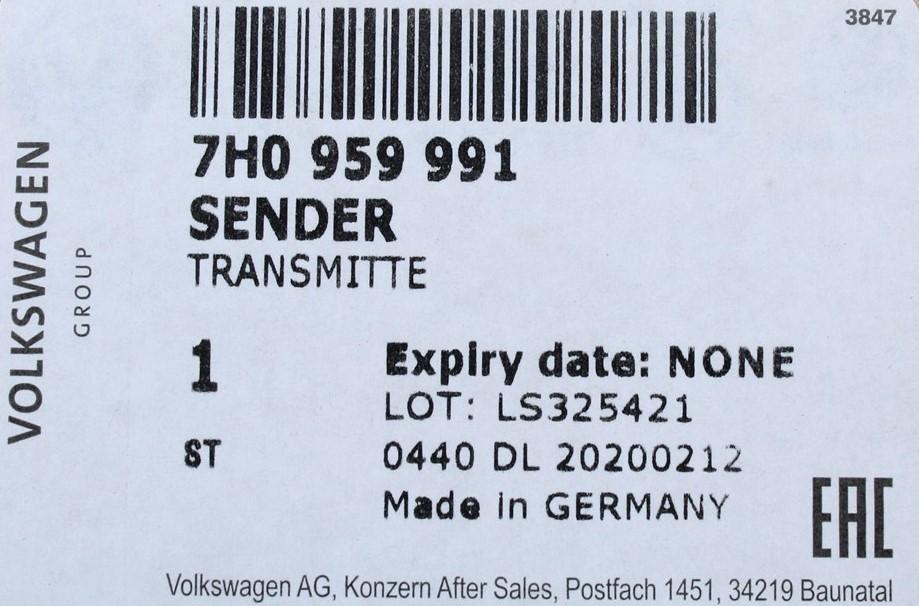 3847
7H0 959 991
SENDER
TRANSMITTE
VOLKSWAGEN
GROUP
1
Expiry date: NONE
LOT: LS325421
ST
0440 DL 20200212
Made in GERMANY
EAC
Volkswagen AG, Konzern After Sales, Postfach 1451, 34219 Baunatal